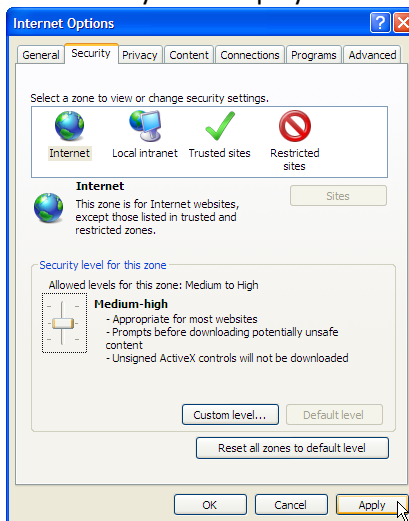 Internet Options
General Security Privacy Content Connections Programs Advanced
Select a zone to view or change security settings.
Internet Local intranet Trusted sites Restricted sites
Internet
Sites
This zone is for Internet websites,
except those listed in trusted and
restricted zones.
Security level for this zone
Allowed levels for this zone: Medium to High
Medium-high
- Appropriate for most websites
- Prompts before downloading potentially unsafe
content
- Unsigned ActiveX controls will not be downloaded
Custom level... Default level
Reset all zones to default level
OK Cancel Apply